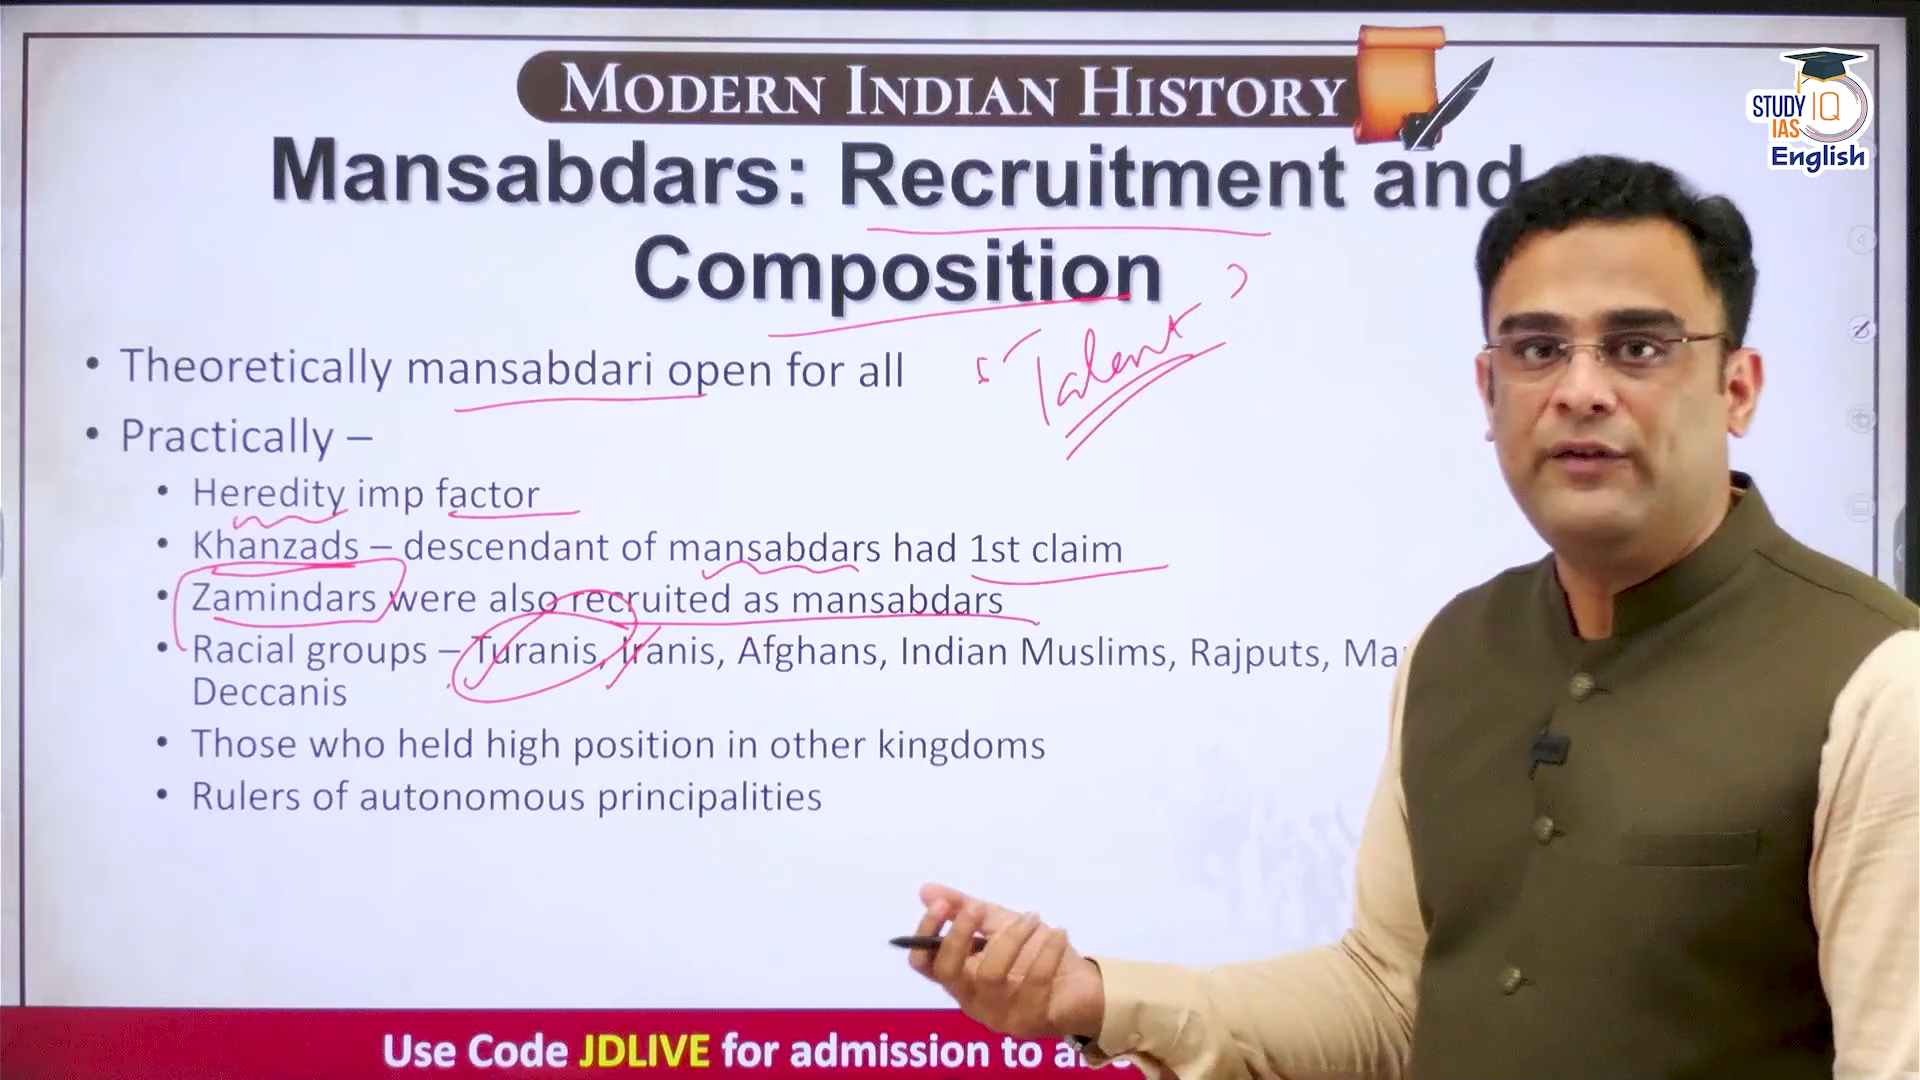 MODERN INDIAN HISTORY
STUDY IQ
IAS
English
Mansabdars: Recruitment and
Composition
Talent
• Theoretically mansabdari open for all
• Practically –
• Heredity imp factor
• Khanzads – descendant of mansabdars had 1st claim
• Zamindars were also recruited as mansabdars
• Racial groups – Turanis, Iranis, Afghans, Indian Muslims, Rajputs,
Deccanis
• Those who held high position in other kingdoms
• Rulers of autonomous principalities
Use Code JDLIVE for admission to